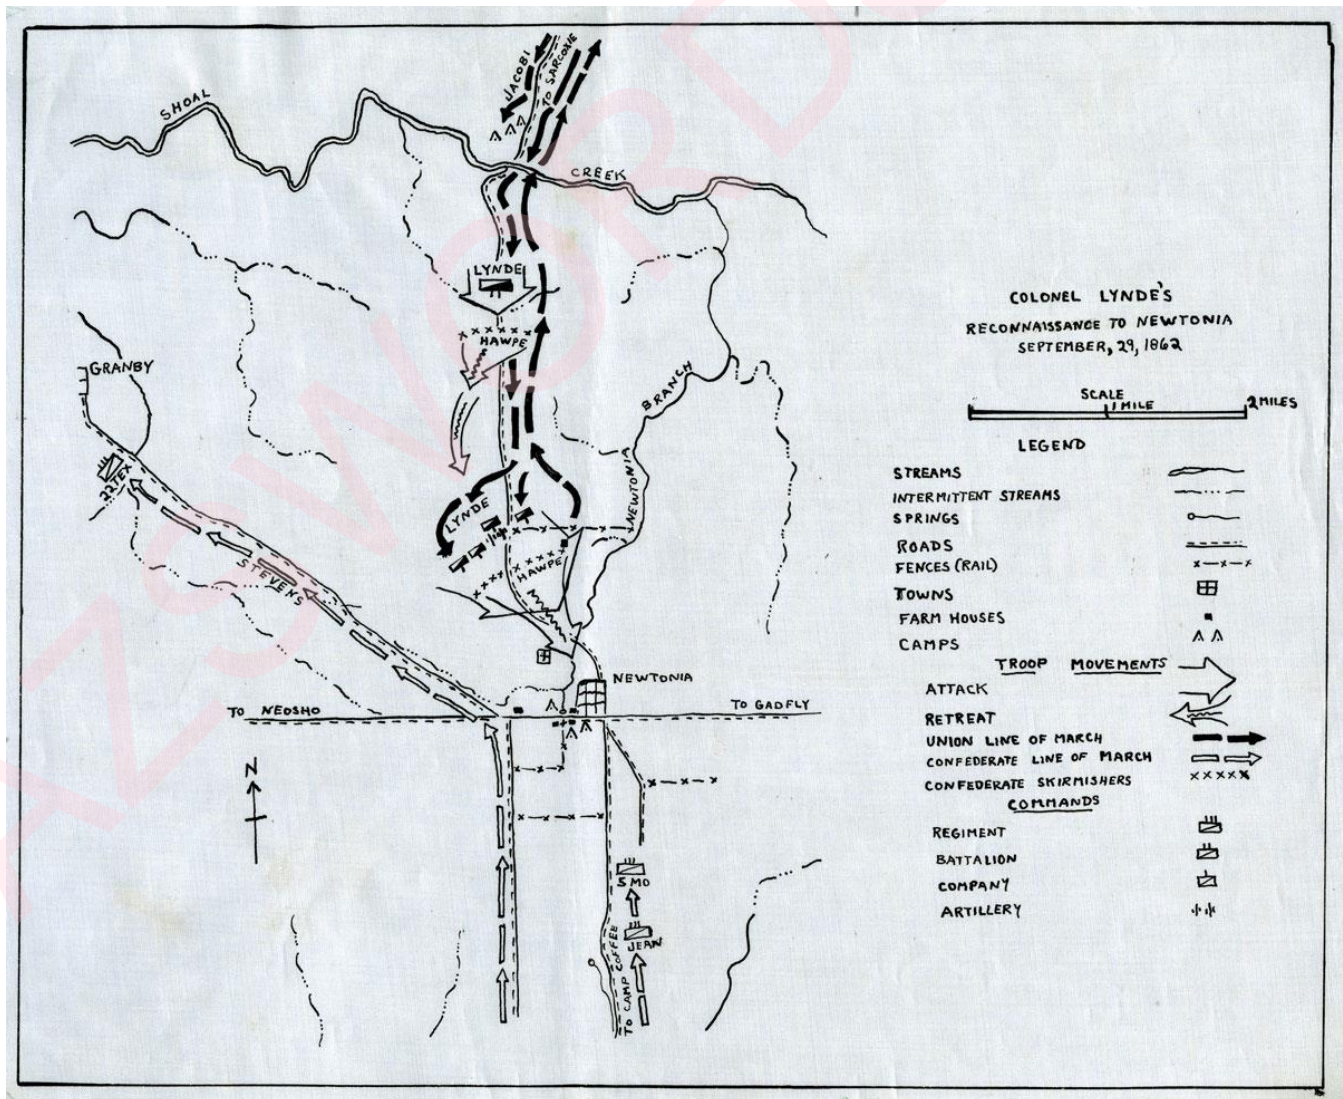 JACOBI
TO SARCOXIE
SHOAL
CREEK
LYNDE
HAWPE
GRANBY
BRANCH
NEWTONIA
22 TEX
LYNDE
HAWPE
STEVENS
NEWTONIA
TO NEOSHO
TO GADFLY
N
5 MO
JEAN
TO CAMP COFFEE
COLONEL LYNDE'S
RECONNAISSANCE TO NEWTONIA
SEPTEMBER, 29, 1862
SCALE
1 MILE
2 MILES
LEGEND
STREAMS
INTERMITTENT STREAMS
SPRINGS
ROADS
FENCES (RAIL)
TOWNS
FARM HOUSES
CAMPS
TROOP MOVEMENTS
ATTACK
RETREAT
UNION LINE OF MARCH
CONFEDERATE LINE OF MARCH
CONFEDERATE SKIRMISHERS
COMMANDS
REGIMENT
BATTALION
COMPANY
ARTILLERY